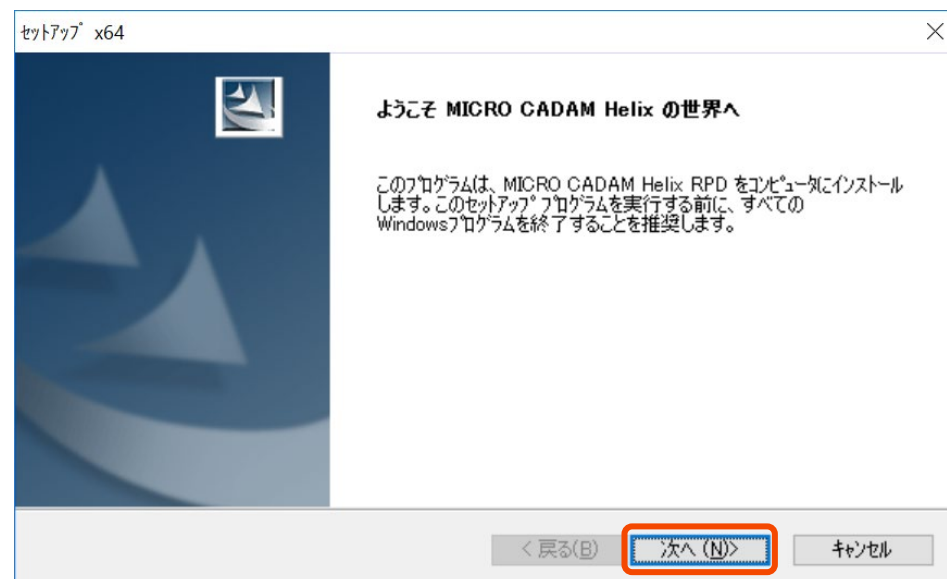 ｾｯﾄｱｯﾌﾟ x64
ようこそ MICRO CADAM Helix の世界へ
このﾌﾟﾛｸﾞﾗﾑは、MICRO CADAM Helix RPD をｺﾝﾋﾟｭｰﾀにｲﾝｽﾄｰﾙ
します。このｾｯﾄｱｯﾌﾟ ﾌﾟﾛｸﾞﾗﾑを実行する前に、すべての
Windowsﾌﾟﾛｸﾞﾗﾑを終了することを推奨します。
< 戻る(B)
次へ (N)>
ｷｬﾝｾﾙ